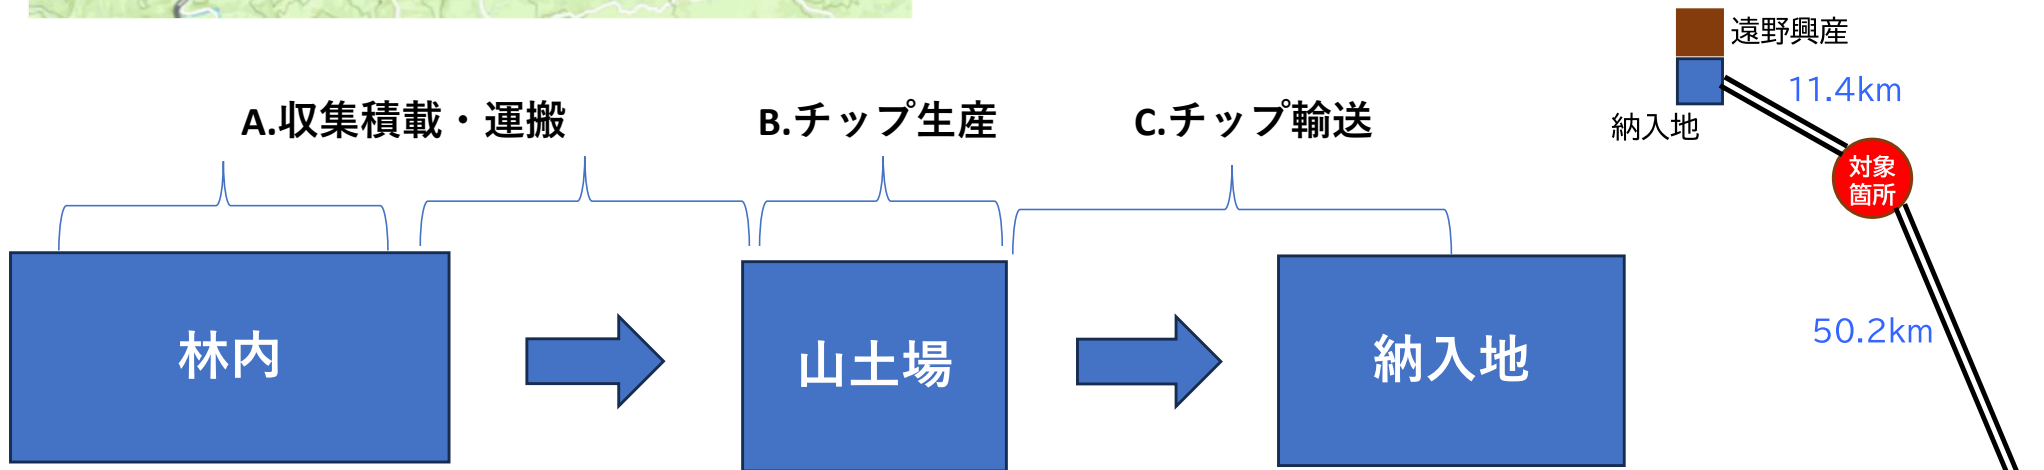 A.収集積載・運搬
B.チップ生産
C.チップ輸送
林内
山土場
納入地
遠野興産
11.4km
納入地
対象
箇所
50.2km